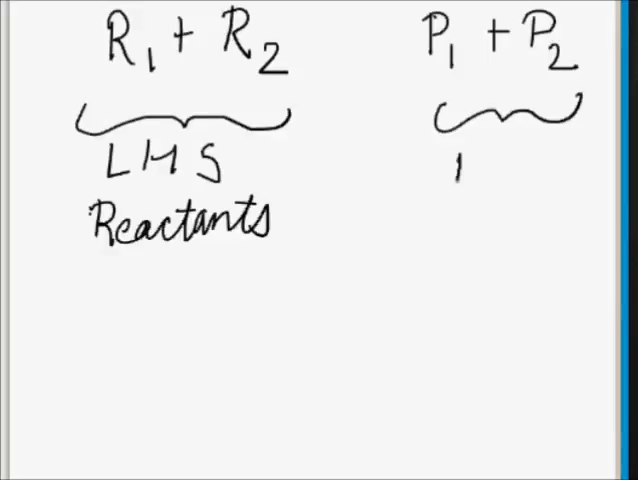 R₁ + R₂ P₁ + P₂
LHS
Reactants